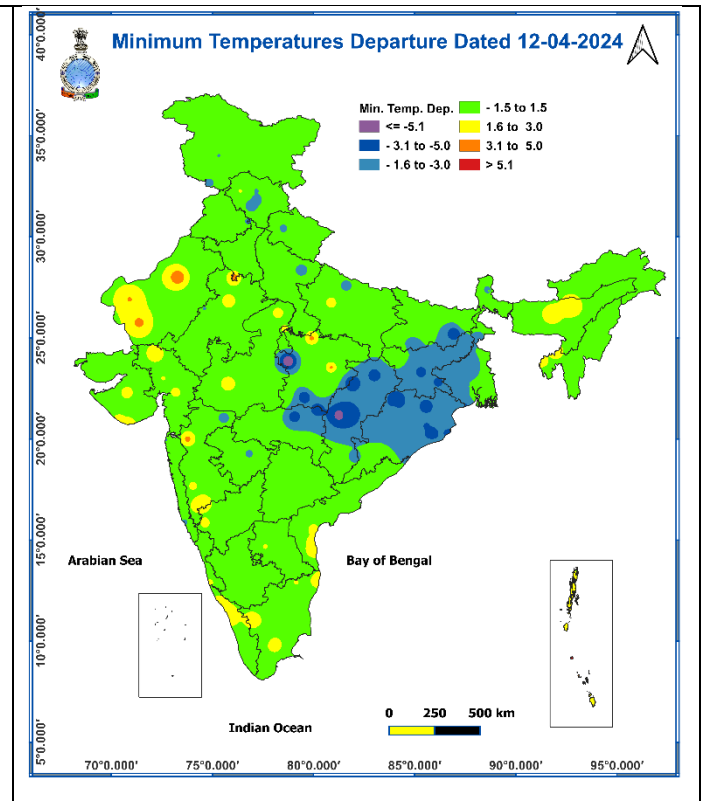 Minimum Temperatures Departure Dated 12-04-2024
Min. Temp. Dep.
<= -5.1
- 3.1 to -5.0
- 1.6 to -3.0
- 1.5 to 1.5
1.6 to 3.0
3.1 to 5.0
> 5.1
40°0.000'
35°0.000'
30°0.000'
25°0.000'
20°0.000'
15°0.000'
10°0.000'
5°0.000'
Arabian Sea
Bay of Bengal
Indian Ocean
0 250 500 km
70°0.000' 75°0.000' 80°0.000' 85°0.000' 90°0.000' 95°0.000'